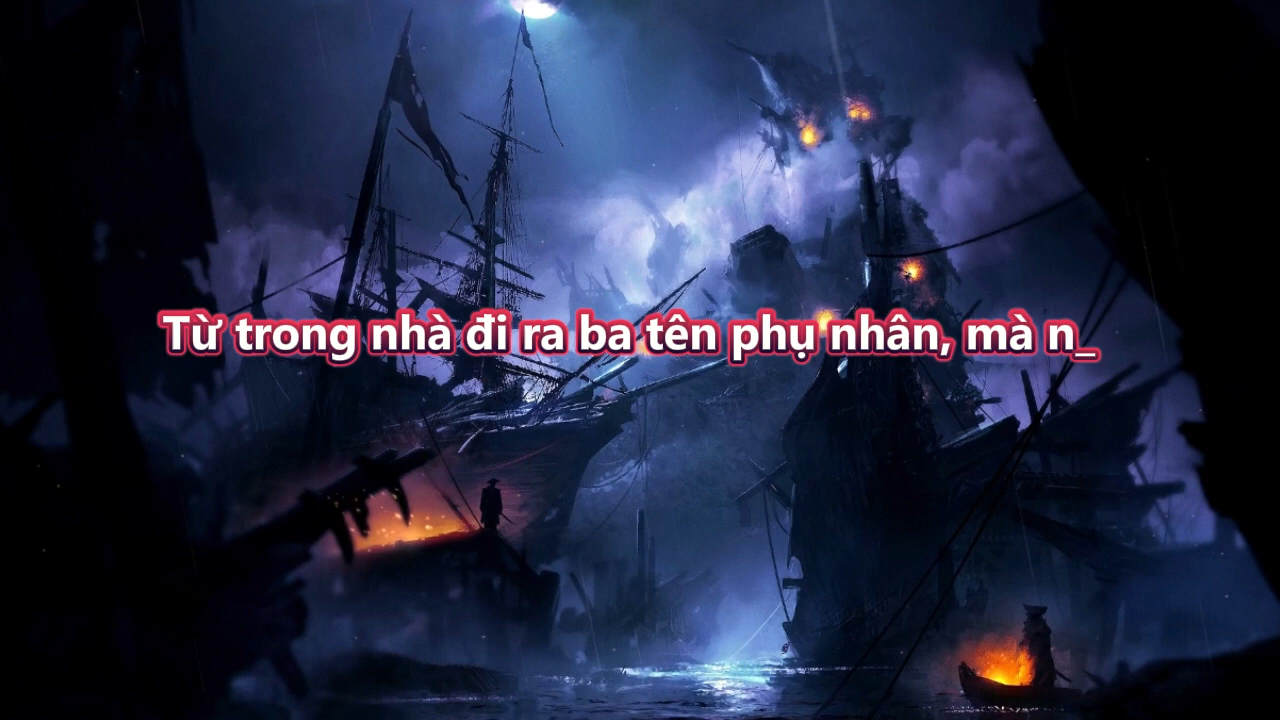 Từ trong nhà đi ra ba tên phụ nhân, mà n_